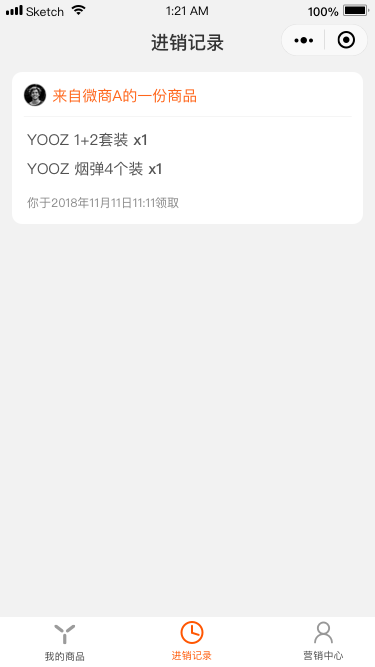 Sketch 1:21 AM 100%
进销记录
来自微商A的一份商品
YOOZ 1+2套装 x1
YOOZ 烟弹4个装 x1
你于2018年11月11日11:11领取
我的商品 进销记录 营销中心